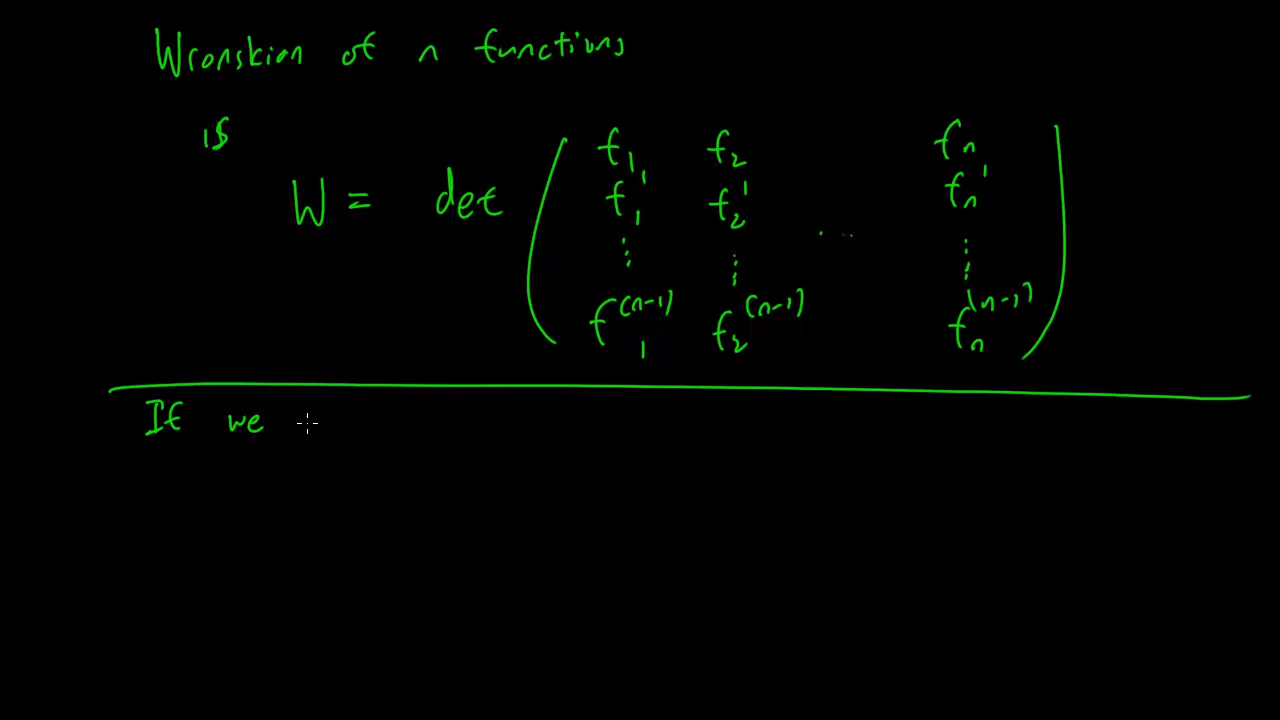 Wronskian of n functions
is
W = det ( f₁ f₂ fₙ
f₁' f₂' ... fₙ'
⋮ ⋮ ⋮
f₁⁽ⁿ⁻¹⁾ f₂⁽ⁿ⁻¹⁾ fₙ⁽ⁿ⁻¹⁾ )
If we